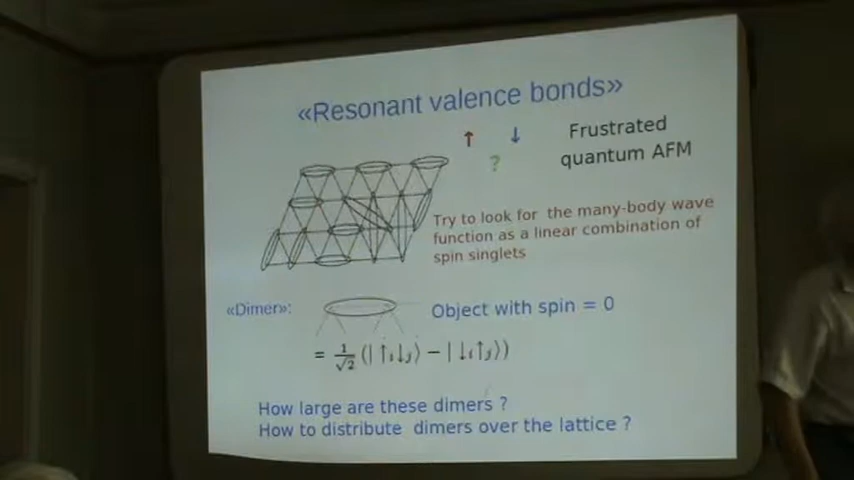 «Resonant valence bonds»
↑ ↓ Frustrated
? quantum AFM
Try to look for the many-body wave
function as a linear combination of
spin singlets
«Dimer»: Object with spin = 0
= 1/√2 (|↑i↓j⟩ − |↓i↑j⟩)
How large are these dimers ?
How to distribute dimers over the lattice ?